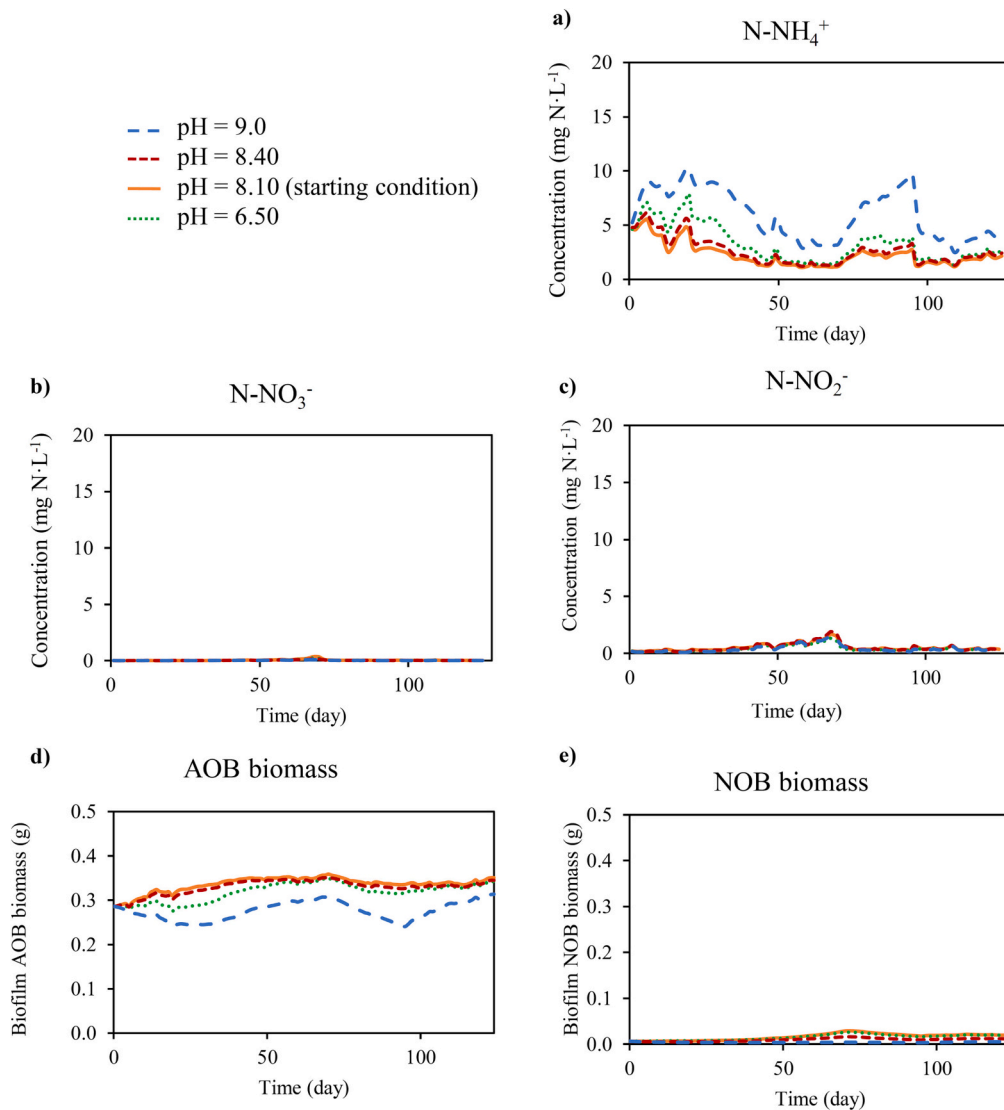 a)
N-NH₄⁺
pH = 9.0
pH = 8.40
pH = 8.10 (starting condition)
pH = 6.50
Concentration (mg N·L⁻¹)
20
15
10
5
0
0 50 100
Time (day)
b)
N-NO₃⁻
Concentration (mg N·L⁻¹)
20
15
10
5
0
0 50 100
Time (day)
c)
N-NO₂⁻
Concentration (mg N·L⁻¹)
20
15
10
5
0
0 50 100
Time (day)
d)
AOB biomass
Biofilm AOB biomass (g)
0.5
0.4
0.3
0.2
0.1
0.0
0 50 100
Time (day)
e)
NOB biomass
Biofilm NOB biomass (g)
0.5
0.4
0.3
0.2
0.1
0.0
0 50 100
Time (day)